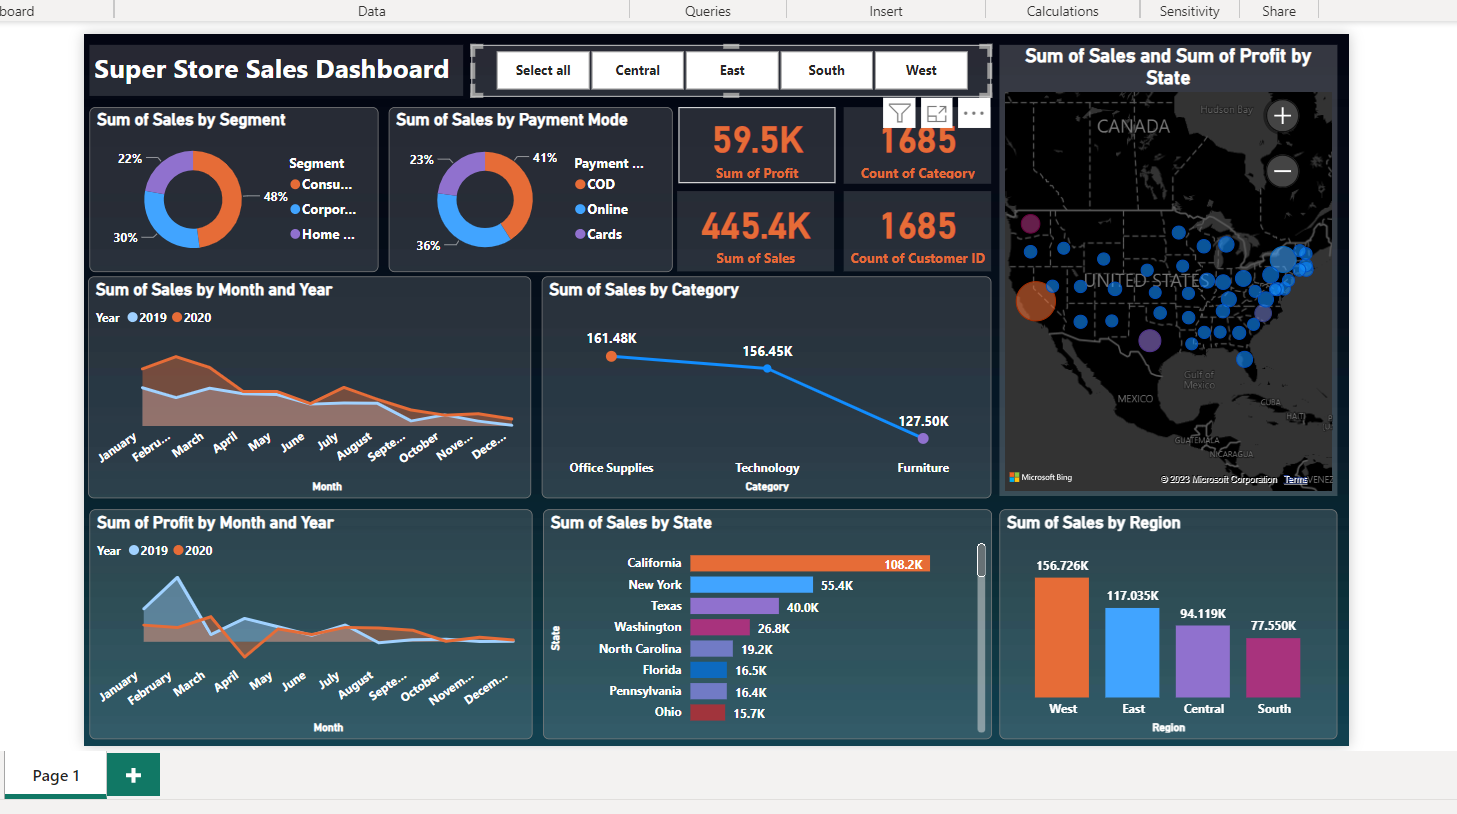 board
Data
Queries
Insert
Calculations
Sensitivity
Share
Super Store Sales Dashboard
Select all
Central
East
South
West
Sum of Sales and Sum of Profit by
State
Sum of Sales by Segment
22%
48%
30%
Segment
Consu...
Corpor...
Home ...
Sum of Sales by Payment Mode
23%
41%
36%
Payment ...
COD
Online
Cards
59.5K
Sum of Profit
1685
Count of Category
445.4K
Sum of Sales
1685
Count of Customer ID
Hudson Bay
CANADA
UNITED STATES
Gulf of
Mexico
MEXICO
CUBA
HAITI
GUATEMALA
NICARAGUA
VENEZ
Microsoft Bing
© 2023 Microsoft Corporation Terms
Sum of Sales by Month and Year
Year 2019 2020
January
Febru...
March
April
May
June
July
August
Septe...
October
Nove...
Dece...
Month
Sum of Sales by Category
161.48K
156.45K
127.50K
Office Supplies
Technology
Furniture
Category
Sum of Profit by Month and Year
Year 2019 2020
January
February
March
April
May
June
July
August
Septe...
October
Novem...
Decem...
Month
Sum of Sales by State
State
California 108.2K
New York 55.4K
Texas 40.0K
Washington 26.8K
North Carolina 19.2K
Florida 16.5K
Pennsylvania 16.4K
Ohio 15.7K
Sum of Sales by Region
156.726K
117.035K
94.119K
77.550K
West
East
Central
South
Region
Page 1